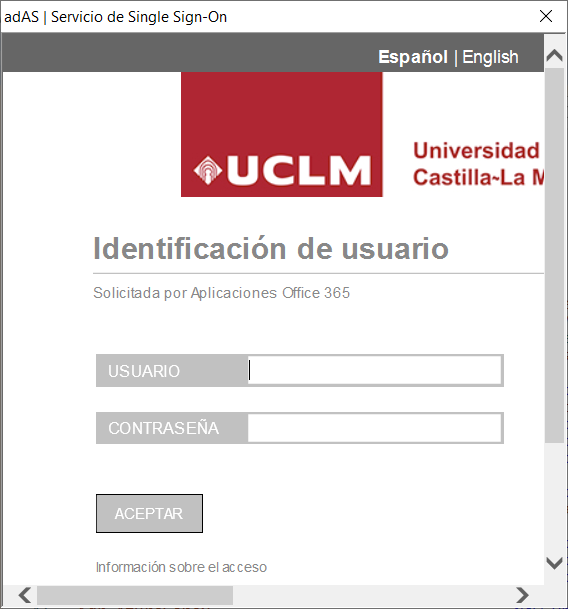 adAS | Servicio de Single Sign-On
Español | English
UCLM
Universidad
Castilla~La
Identificación de usuario
Solicitada por Aplicaciones Office 365
USUARIO
CONTRASEÑA
ACEPTAR
Información sobre el acceso